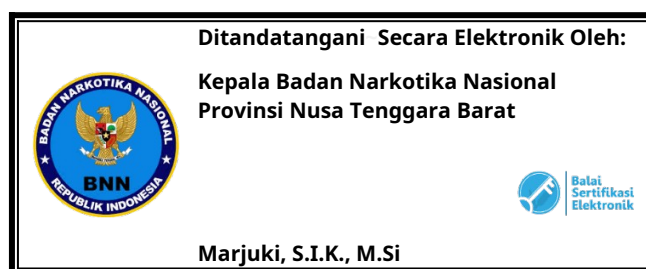 Ditandatangani Secara Elektronik Oleh:
Kepala Badan Narkotika Nasional
Provinsi Nusa Tenggara Barat
BADAN NARKOTIKA NASIONAL
BNN
REPUBLIK INDONESIA
Balai
Sertifikasi
Elektronik
Marjuki, S.I.K., M.Si